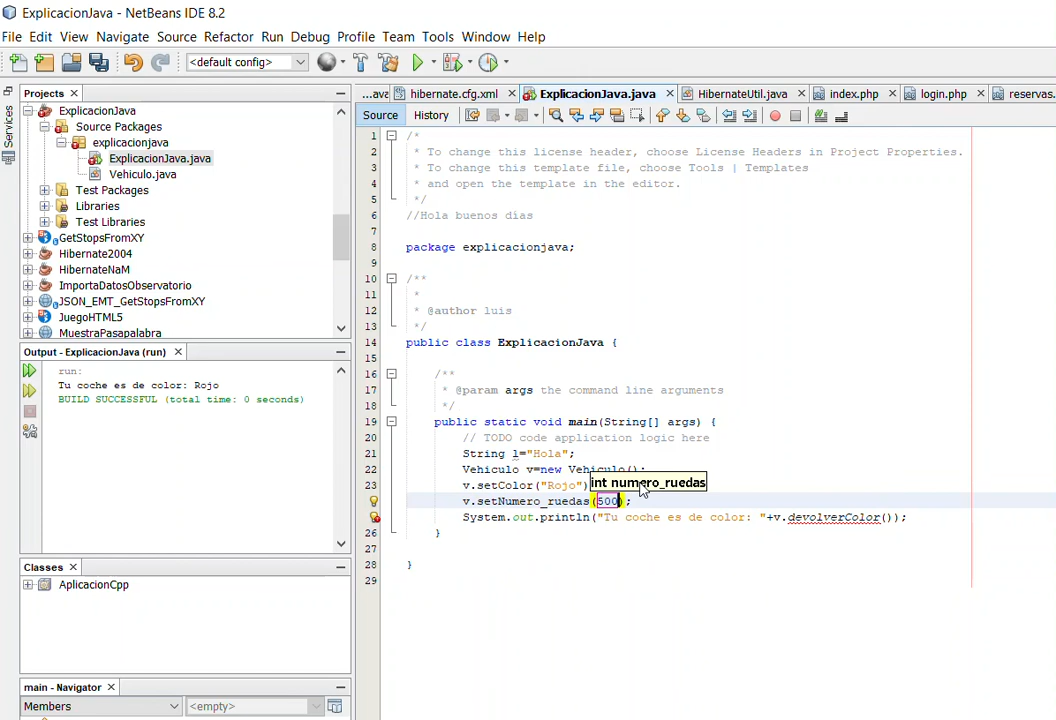 ExplicacionJava - NetBeans IDE 8.2
File Edit View Navigate Source Refactor Run Debug Profile Team Tools Window Help
<default config>
Services
Projects
ExplicacionJava
Source Packages
explicacionjava
ExplicacionJava.java
Vehiculo.java
Test Packages
Libraries
Test Libraries
GetStopsFromXY
Hibernate2004
HibernateNaM
ImportaDatosObservatorio
JSON_EMT_GetStopsFromXY
JuegoHTML5
MuestraPasapalabra
Output - ExplicacionJava (run)
run:
Tu coche es de color: Rojo
BUILD SUCCESSFUL (total time: 0 seconds)
Classes
AplicacionCpp
main - Navigator
Members <empty>
...ava hibernate.cfg.xml ExplicacionJava.java HibernateUtil.java index.php login.php reservas.
Source History
1 /*
2 * To change this license header, choose License Headers in Project Properties.
3 * To change this template file, choose Tools | Templates
4 * and open the template in the editor.
5 */
6 //Hola buenos dias
7
8 package explicacionjava;
9
10 /**
11 *
12 * @author luis
13 */
14 public class ExplicacionJava {
15
16 /**
17 * @param args the command line arguments
18 */
19 public static void main(String[] args) {
20 // TODO code application logic here
21 String l="Hola";
22 Vehiculo v=new Vehiculo();
int numero_ruedas
23 v.setColor("Rojo")
v.setNumero_ruedas(500);
System.out.println("Tu coche es de color: "+v.devolverColor());
26 }
27
28 }
29